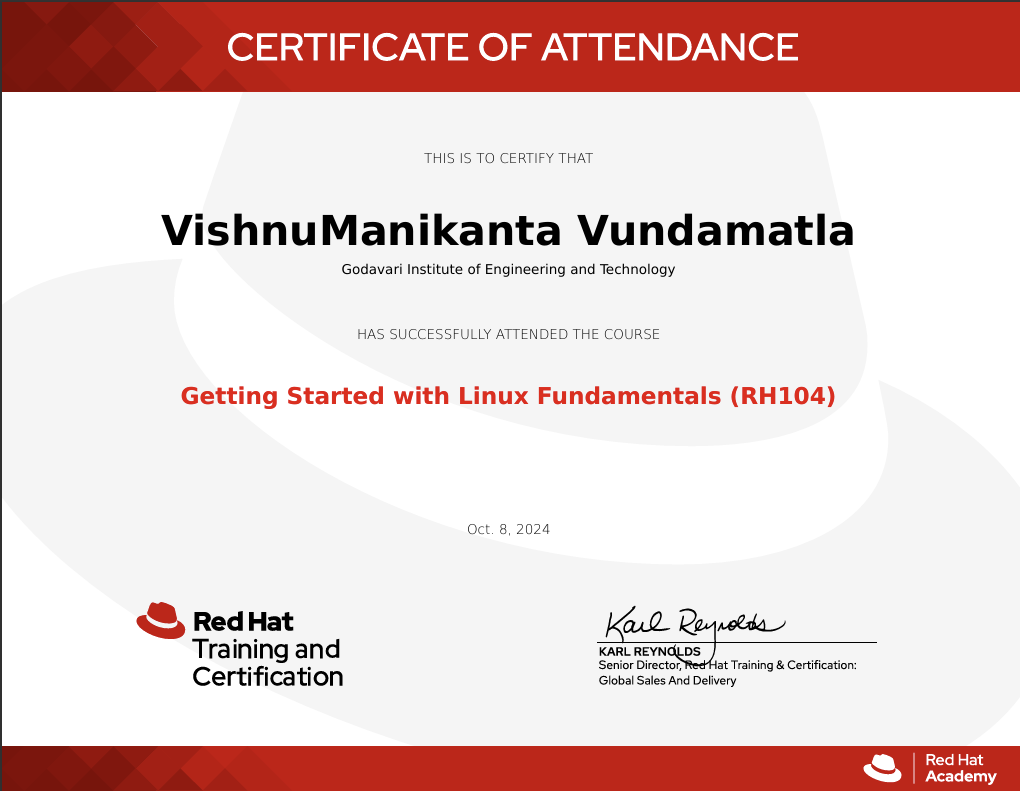 CERTIFICATE OF ATTENDANCE
THIS IS TO CERTIFY THAT
VishnuManikanta Vundamatla
Godavari Institute of Engineering and Technology
HAS SUCCESSFULLY ATTENDED THE COURSE
Getting Started with Linux Fundamentals (RH104)
Oct. 8, 2024
Red Hat
Training and
Certification
Karl Reynolds
KARL REYNOLDS
Senior Director, Red Hat Training & Certification:
Global Sales And Delivery
Red Hat
Academy